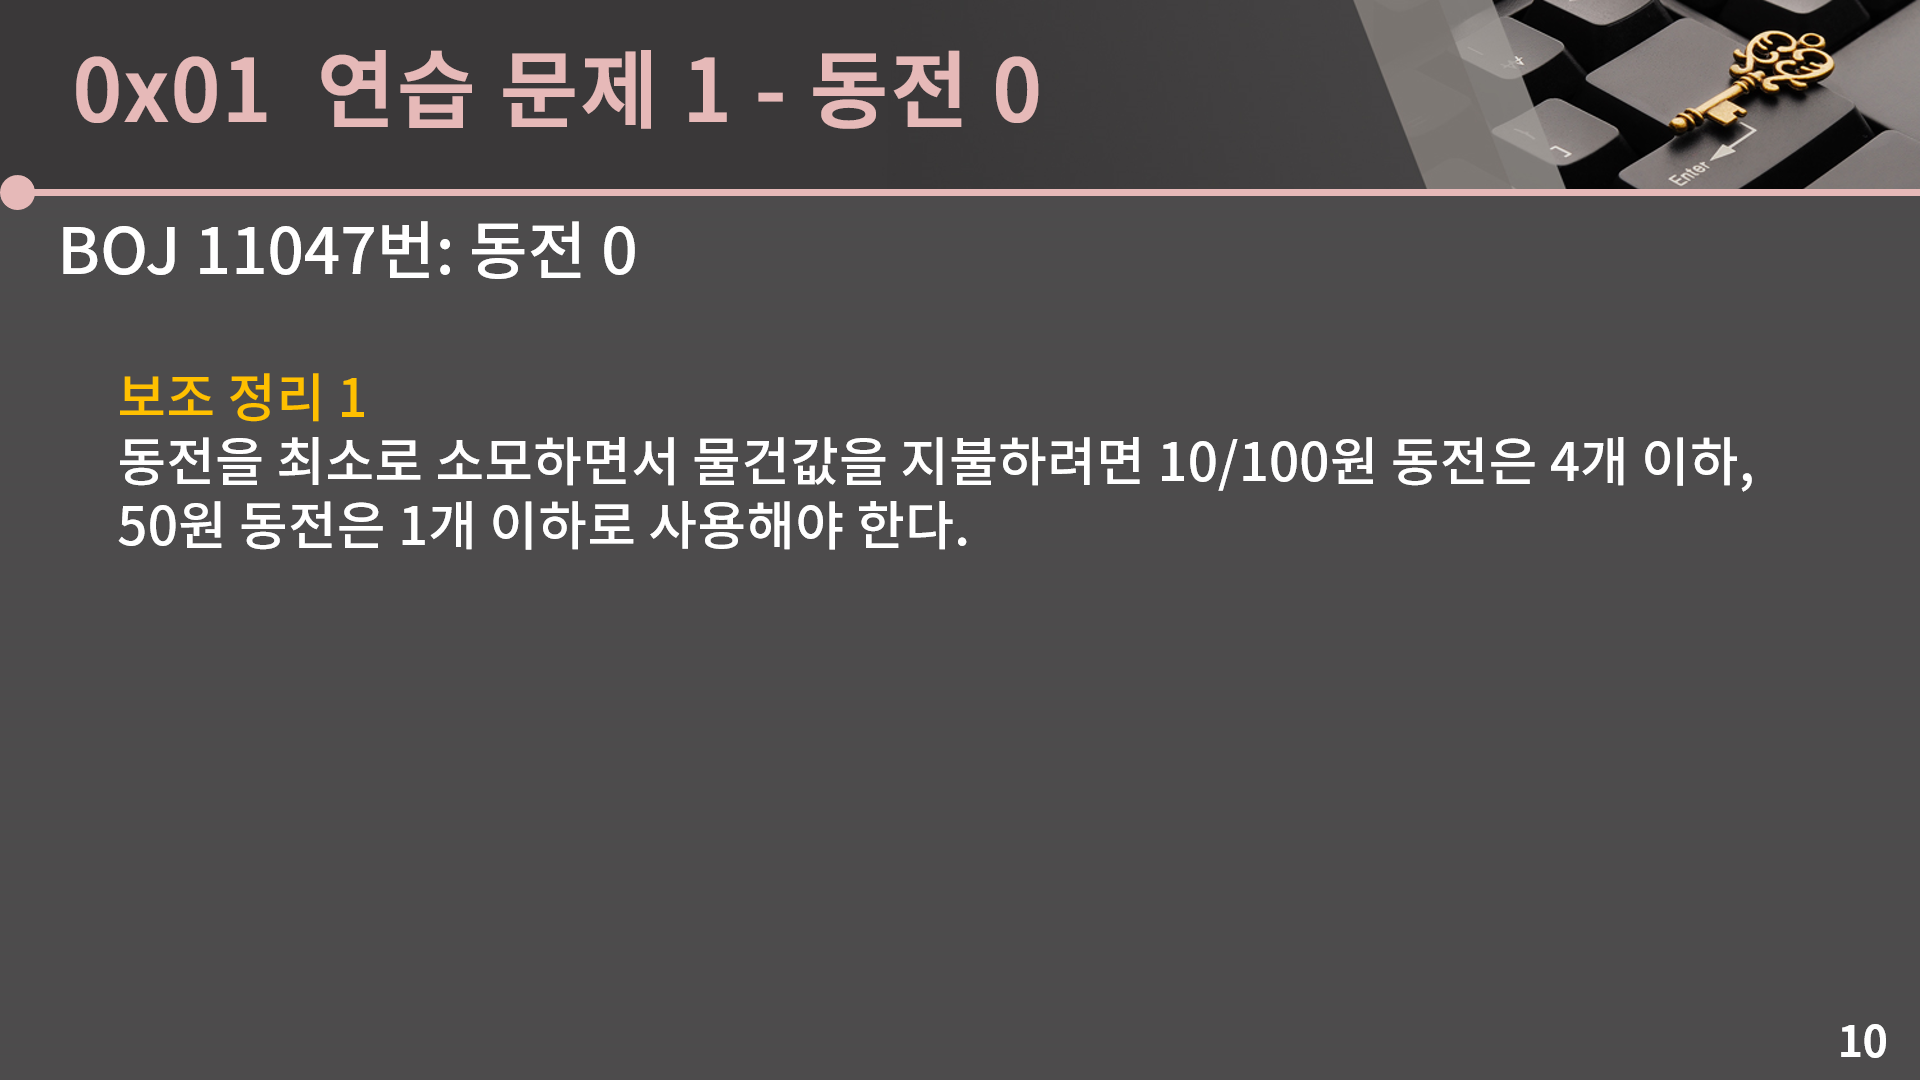 0x01 연습 문제 1 - 동전 0
Enter
BOJ 11047번: 동전 0
보조 정리 1
동전을 최소로 소모하면서 물건값을 지불하려면 10/100원 동전은 4개 이하,
50원 동전은 1개 이하로 사용해야 한다.
10